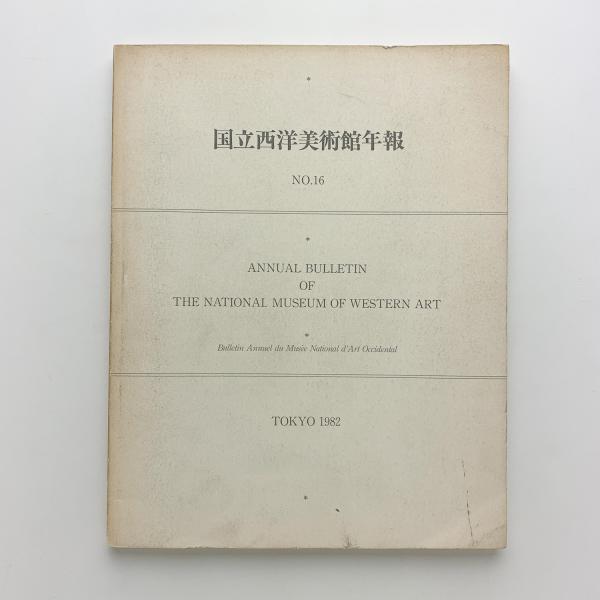 国立西洋美術館年報
NO.16
ANNUAL BULLETIN
OF
THE NATIONAL MUSEUM OF WESTERN ART
Bulletin Annuel du Musée National d'Art Occidental
TOKYO 1982